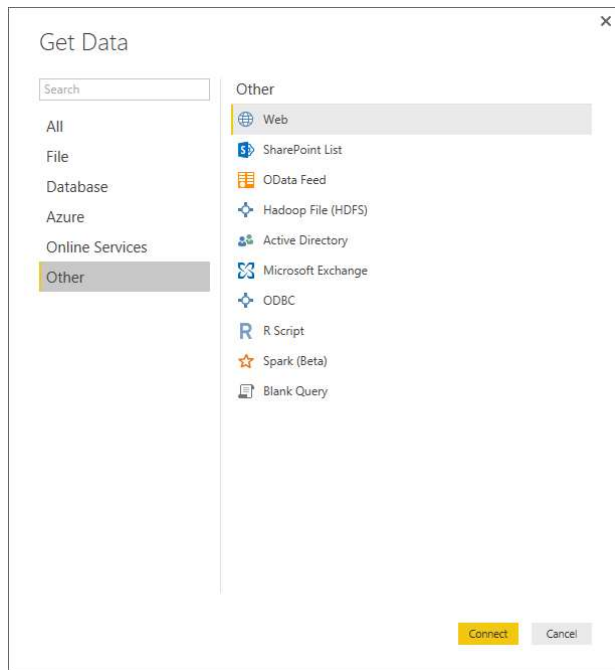 Get Data
Search
All
File
Database
Azure
Online Services
Other
Other
Web
SharePoint List
OData Feed
Hadoop File (HDFS)
Active Directory
Microsoft Exchange
ODBC
R Script
Spark (Beta)
Blank Query
Connect
Cancel